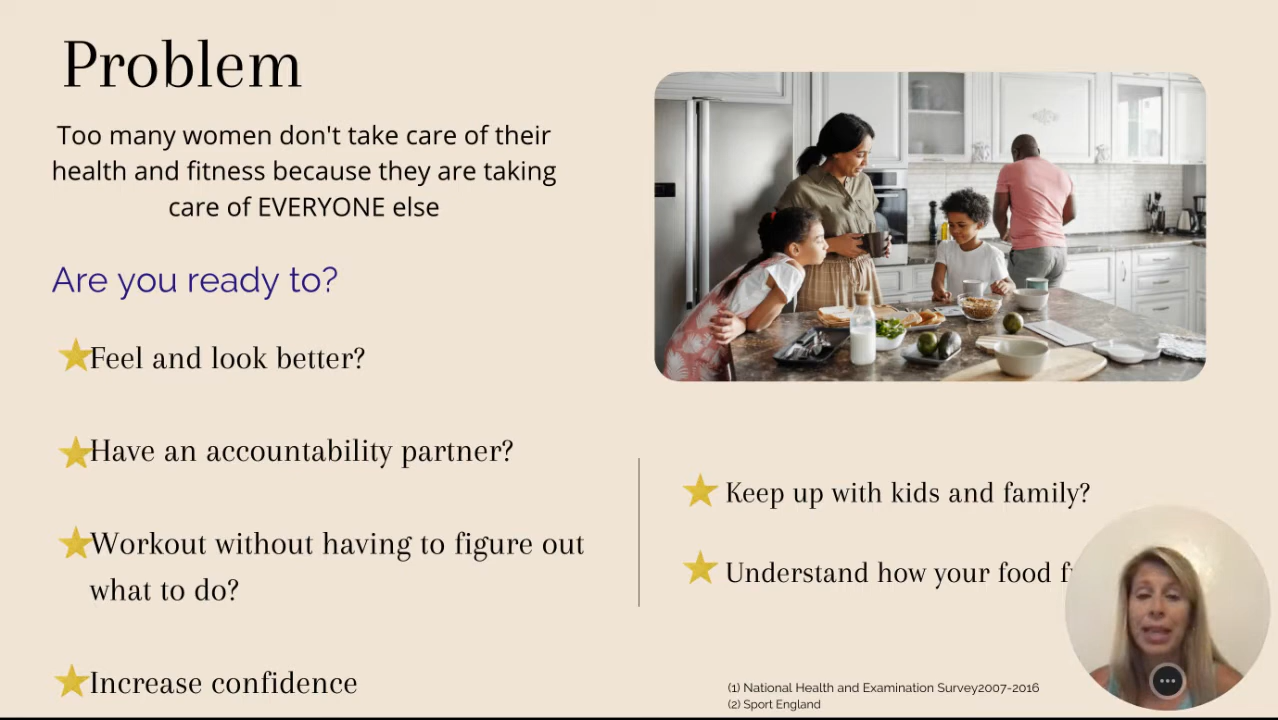 Problem
Too many women don't take care of their
health and fitness because they are taking
care of EVERYONE else
Are you ready to?
Feel and look better?
Have an accountability partner?
Workout without having to figure out
what to do?
Increase confidence
Keep up with kids and family?
Understand how your food
(1) National Health and Examination Survey2007-2016
(2) Sport England